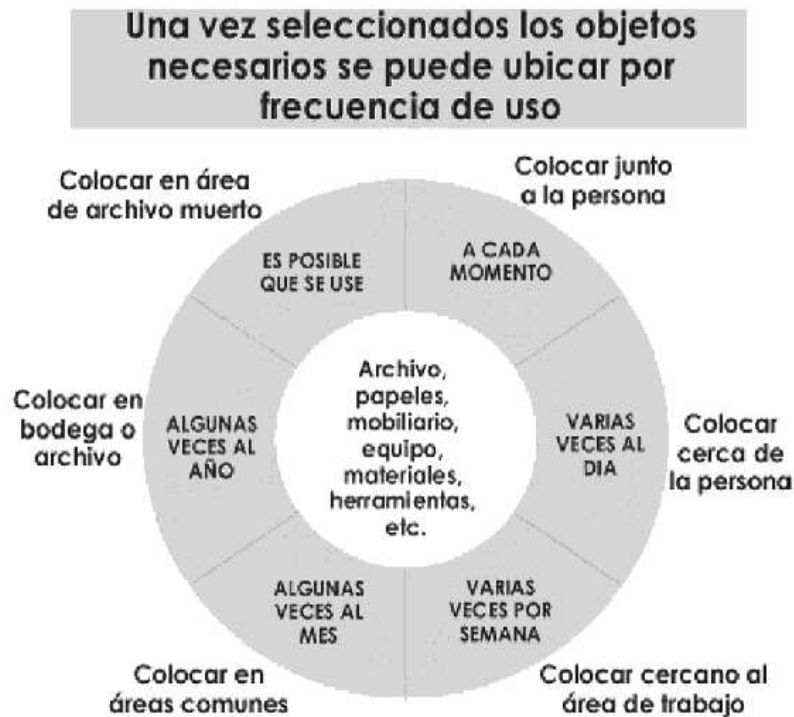 Una vez seleccionados los objetos
necesarios se puede ubicar por
frecuencia de uso
Colocar junto
a la persona
A CADA
MOMENTO
Colocar
cerca de
la persona
VARIAS
VECES AL
DIA
Colocar cercano al
área de trabajo
VARIAS
VECES POR
SEMANA
Colocar en
áreas comunes
ALGUNAS
VECES AL
MES
Colocar en
bodega o
archivo
ALGUNAS
VECES AL
AÑO
Colocar en área
de archivo muerto
ES POSIBLE
QUE SE USE
Archivo,
papeles,
mobiliario,
equipo,
materiales,
herramientas,
etc.